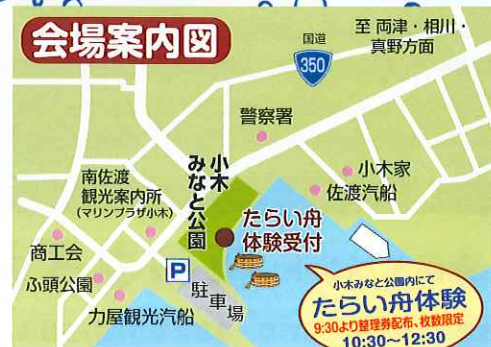 会場案内図
国道
350
至 両津・相川・
真野方面
警察署
小木家
佐渡汽船
小木
みなと公園
南佐渡
観光案内所
(マリンプラザ小木)
たらい舟
体験受付
商工会
ふ頭公園
P
駐車場
力屋観光汽船
小木みなと公園内にて
たらい舟体験
9:30より整理券配布、枚数限定
10:30〜12:30